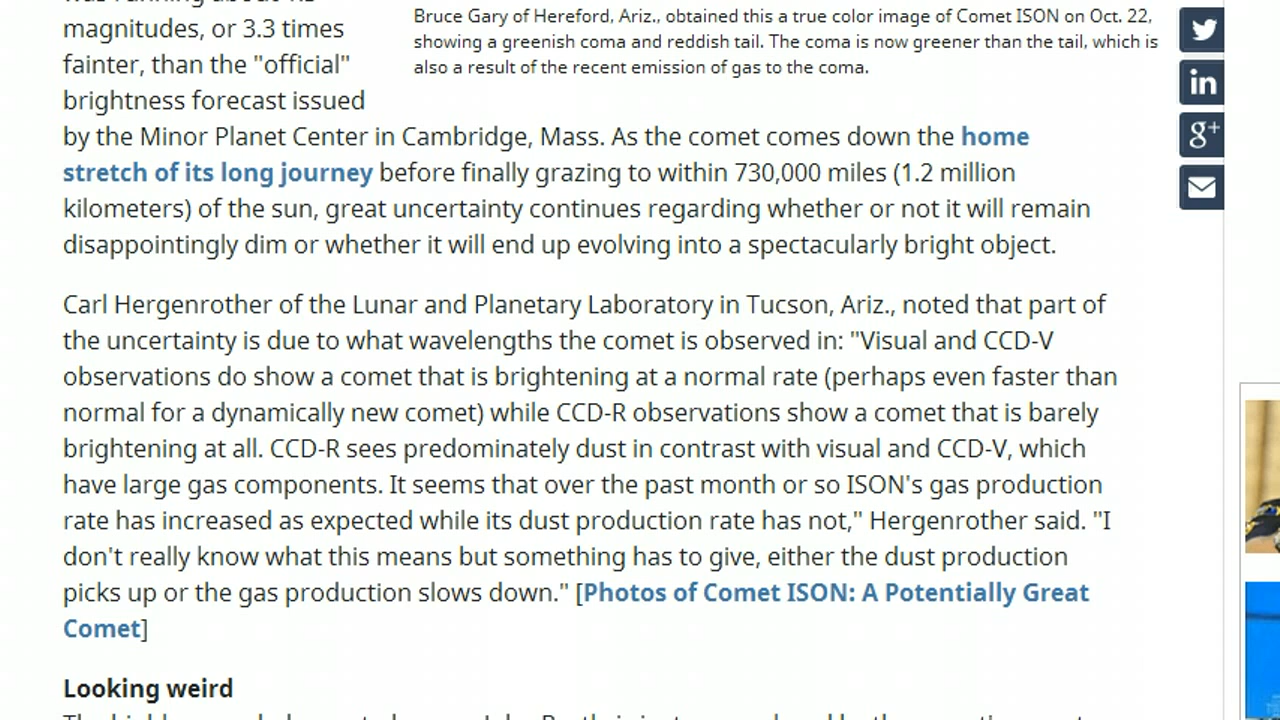 magnitudes, or 3.3 times
fainter, than the "official"
brightness forecast issued
Bruce Gary of Hereford, Ariz., obtained this a true color image of Comet ISON on Oct. 22,
showing a greenish coma and reddish tail. The coma is now greener than the tail, which is
also a result of the recent emission of gas to the coma.
by the Minor Planet Center in Cambridge, Mass. As the comet comes down the home
stretch of its long journey before finally grazing to within 730,000 miles (1.2 million
kilometers) of the sun, great uncertainty continues regarding whether or not it will remain
disappointingly dim or whether it will end up evolving into a spectacularly bright object.
Carl Hergenrother of the Lunar and Planetary Laboratory in Tucson, Ariz., noted that part of
the uncertainty is due to what wavelengths the comet is observed in: "Visual and CCD-V
observations do show a comet that is brightening at a normal rate (perhaps even faster than
normal for a dynamically new comet) while CCD-R observations show a comet that is barely
brightening at all. CCD-R sees predominately dust in contrast with visual and CCD-V, which
have large gas components. It seems that over the past month or so ISON's gas production
rate has increased as expected while its dust production rate has not," Hergenrother said. "I
don't really know what this means but something has to give, either the dust production
picks up or the gas production slows down." [Photos of Comet ISON: A Potentially Great
Comet]
Looking weird
in
g+